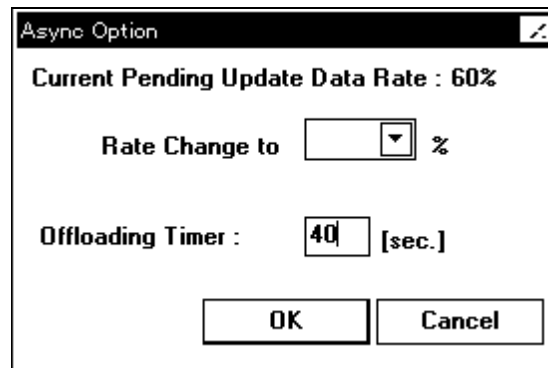 Async Option
Current Pending Update Data Rate : 60%
Rate Change to %
Offloading Timer : 40 [sec.]
OK Cancel